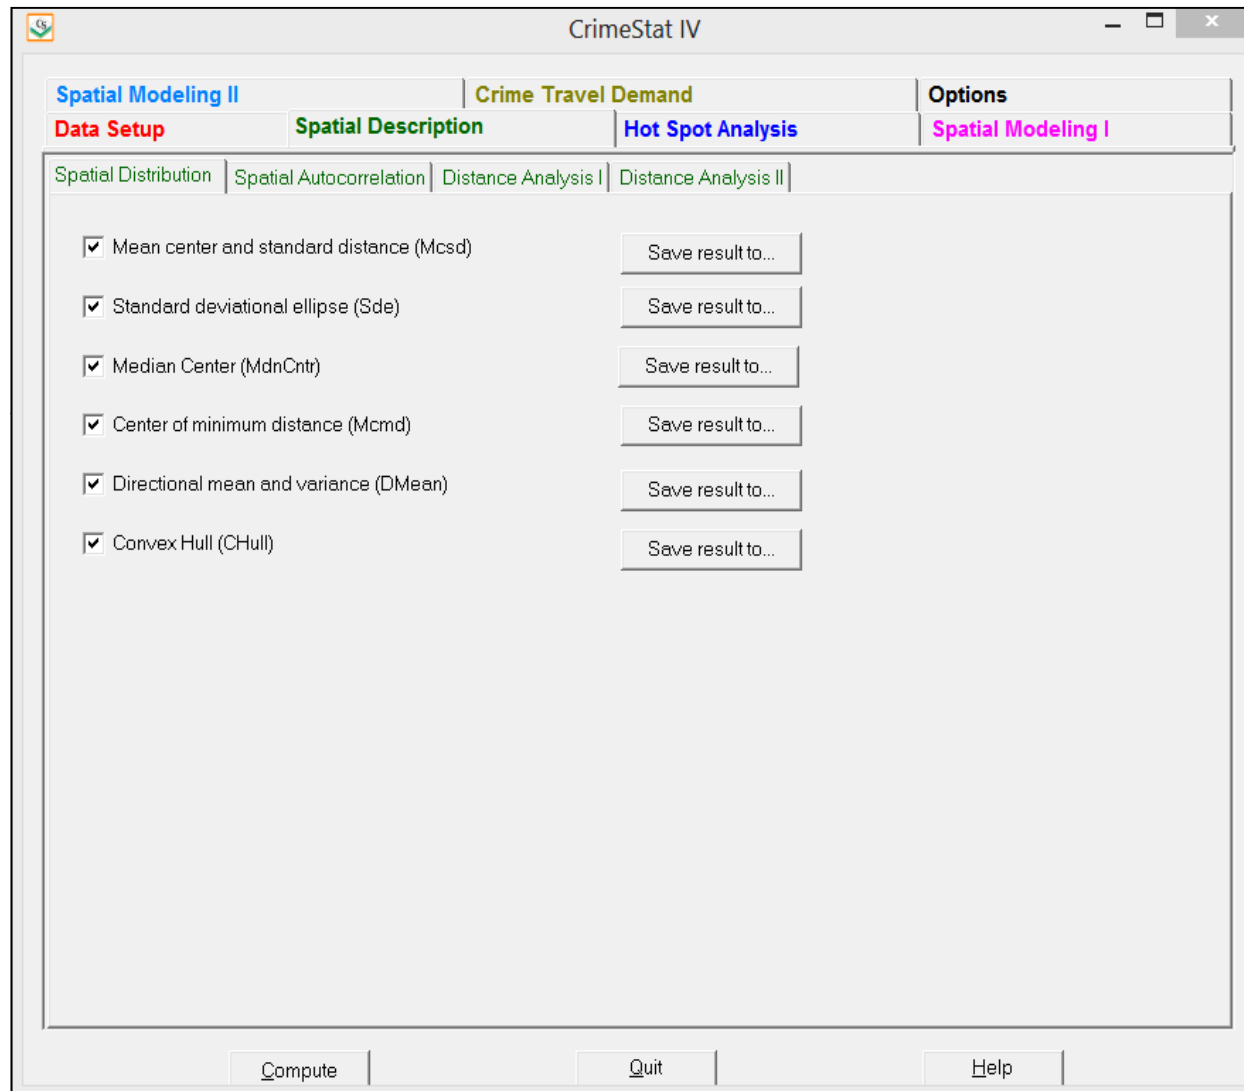 CrimeStat IV
Spatial Modeling II Crime Travel Demand Options
Data Setup Spatial Description Hot Spot Analysis Spatial Modeling I
Spatial Distribution Spatial Autocorrelation Distance Analysis I Distance Analysis II
Mean center and standard distance (Mcsd) Save result to...
Standard deviational ellipse (Sde) Save result to...
Median Center (MdnCntr) Save result to...
Center of minimum distance (Mcmd) Save result to...
Directional mean and variance (DMean) Save result to...
Convex Hull (CHull) Save result to...
Compute Quit Help